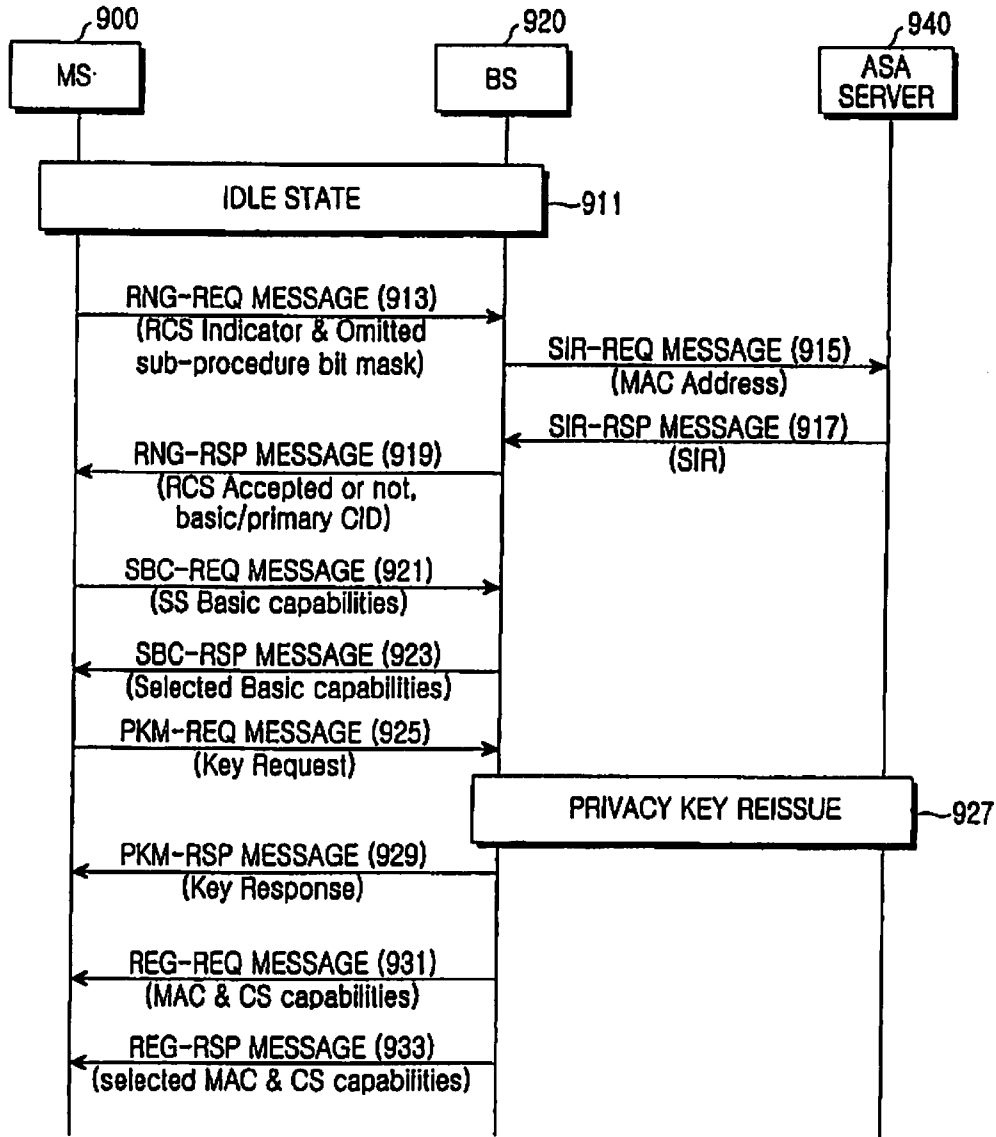 900
920
940
MS
BS
ASA
SERVER
IDLE STATE
911
RNG-REQ MESSAGE (913)
(RCS Indicator & Omitted
sub-procedure bit mask)
SIR-REQ MESSAGE (915)
(MAC Address)
SIR-RSP MESSAGE (917)
(SIR)
RNG-RSP MESSAGE (919)
(RCS Accepted or not,
basic/primary CID)
SBC-REQ MESSAGE (921)
(SS Basic capabilities)
SBC-RSP MESSAGE (923)
(Selected Basic capabilities)
PKM-REQ MESSAGE (925)
(Key Request)
PRIVACY KEY REISSUE
927
PKM-RSP MESSAGE (929)
(Key Response)
REG-REQ MESSAGE (931)
(MAC & CS capabilities)
REG-RSP MESSAGE (933)
(selected MAC & CS capabilities)